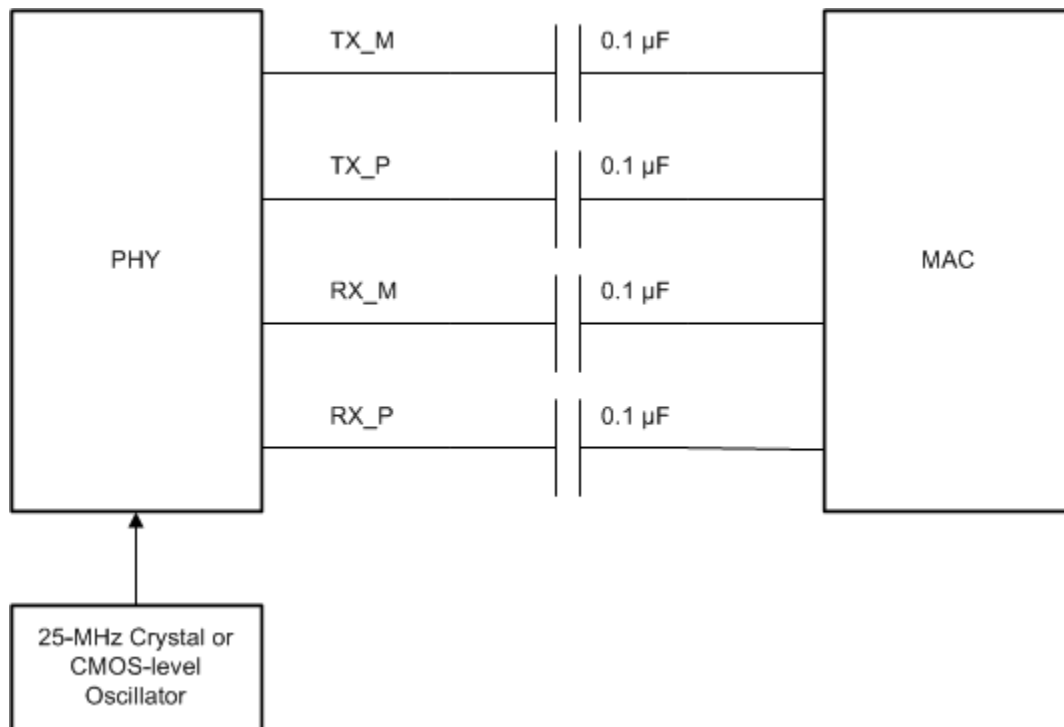 TX_M
0.1 µF
TX_P
0.1 µF
PHY
MAC
RX_M
0.1 µF
RX_P
0.1 µF
25-MHz Crystal or
CMOS-level
Oscillator